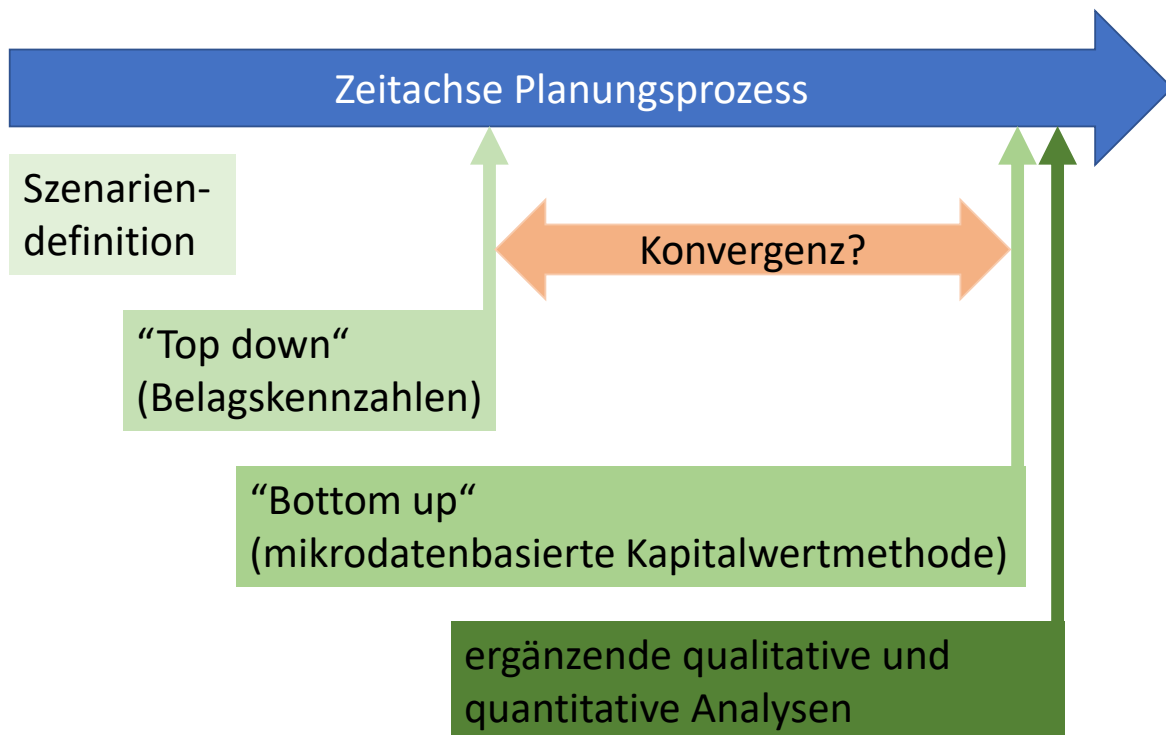 Zeitachse Planungsprozess
Szenarien-
definition
Konvergenz?
“Top down“
(Belagskennzahlen)
“Bottom up“
(mikrodatenbasierte Kapitalwertmethode)
ergänzende qualitative und
quantitative Analysen